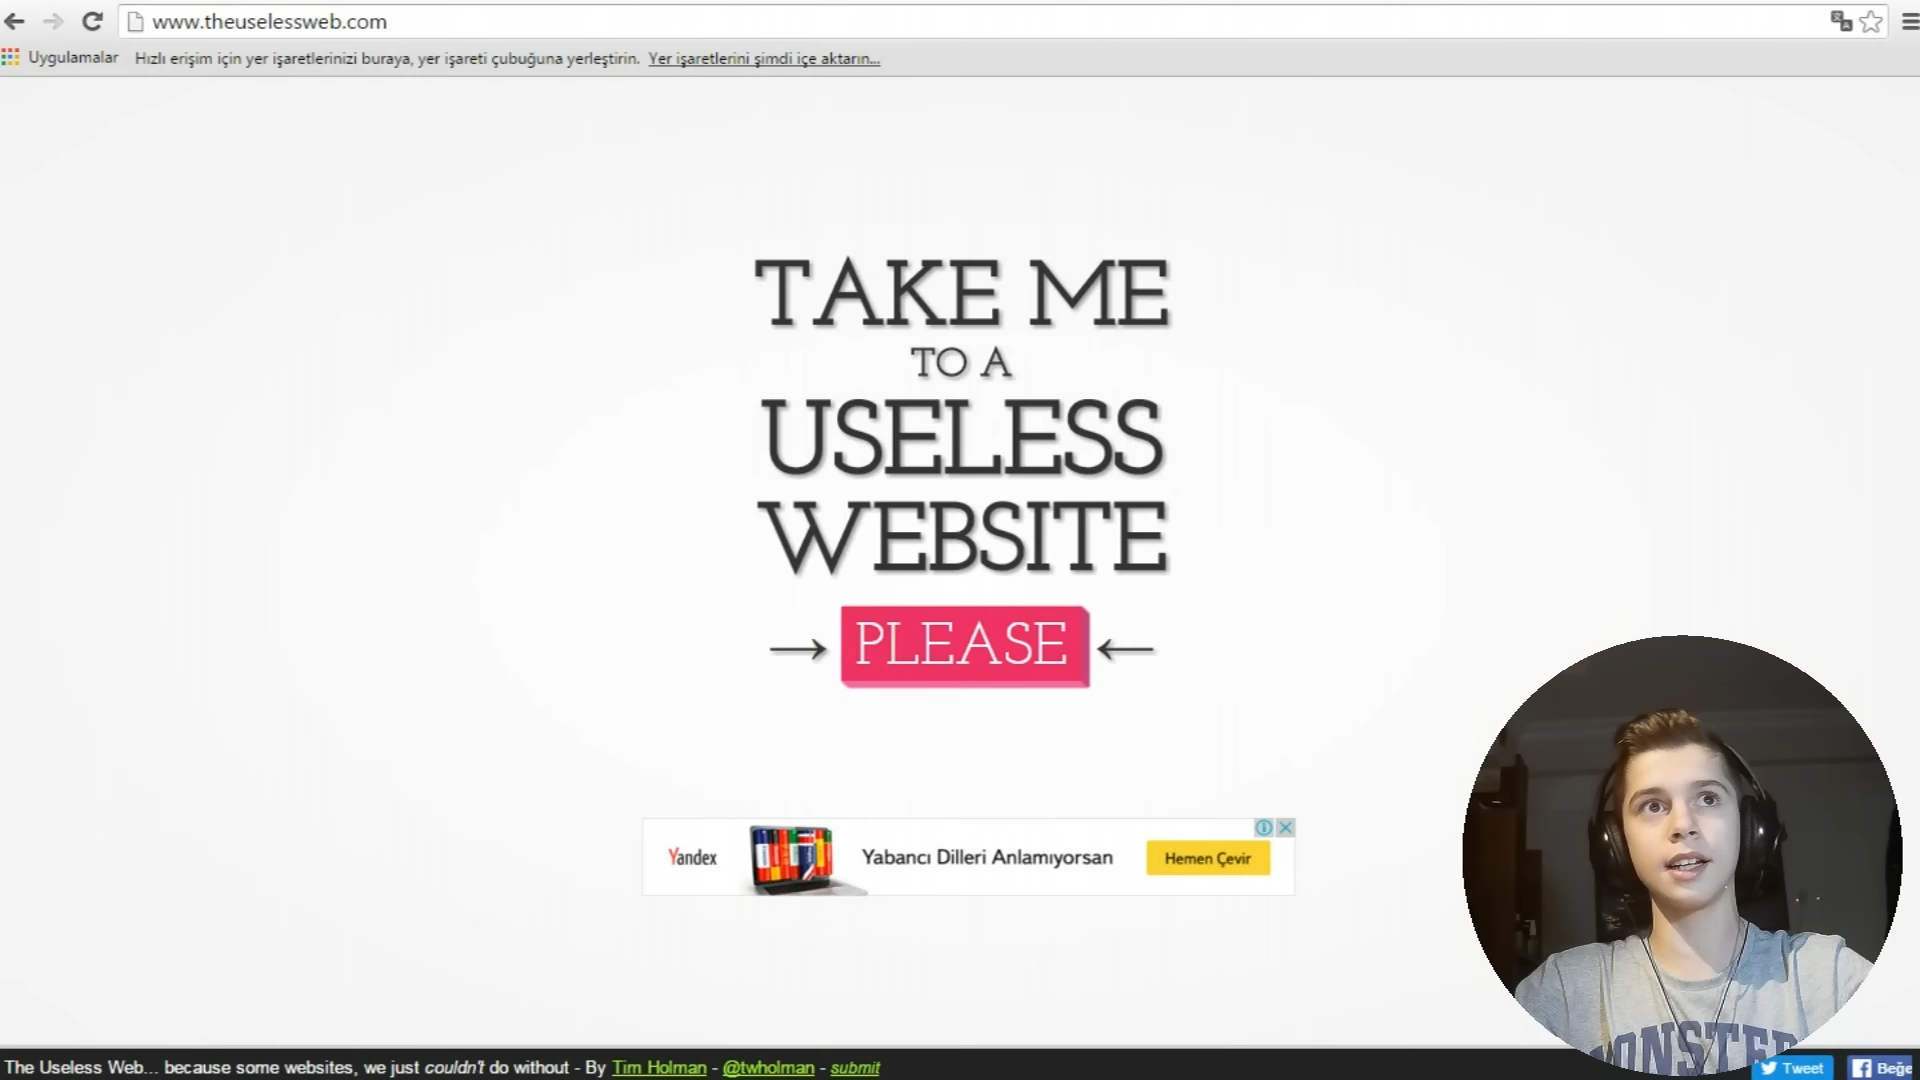 www.theuselessweb.com
Uygulamalar Hızlı erişim için yer işaretlerinizi buraya, yer işareti çubuğuna yerleştirin. Yer işaretlerini şimdi içe aktarın...
TAKE ME
TO A
USELESS
WEBSITE
→ PLEASE ←
Yandex Yabancı Dilleri Anlamıyorsan Hemen Çevir
The Useless Web... because some websites, we just couldn't do without - By Tim Holman - @twholman - submit
Tweet